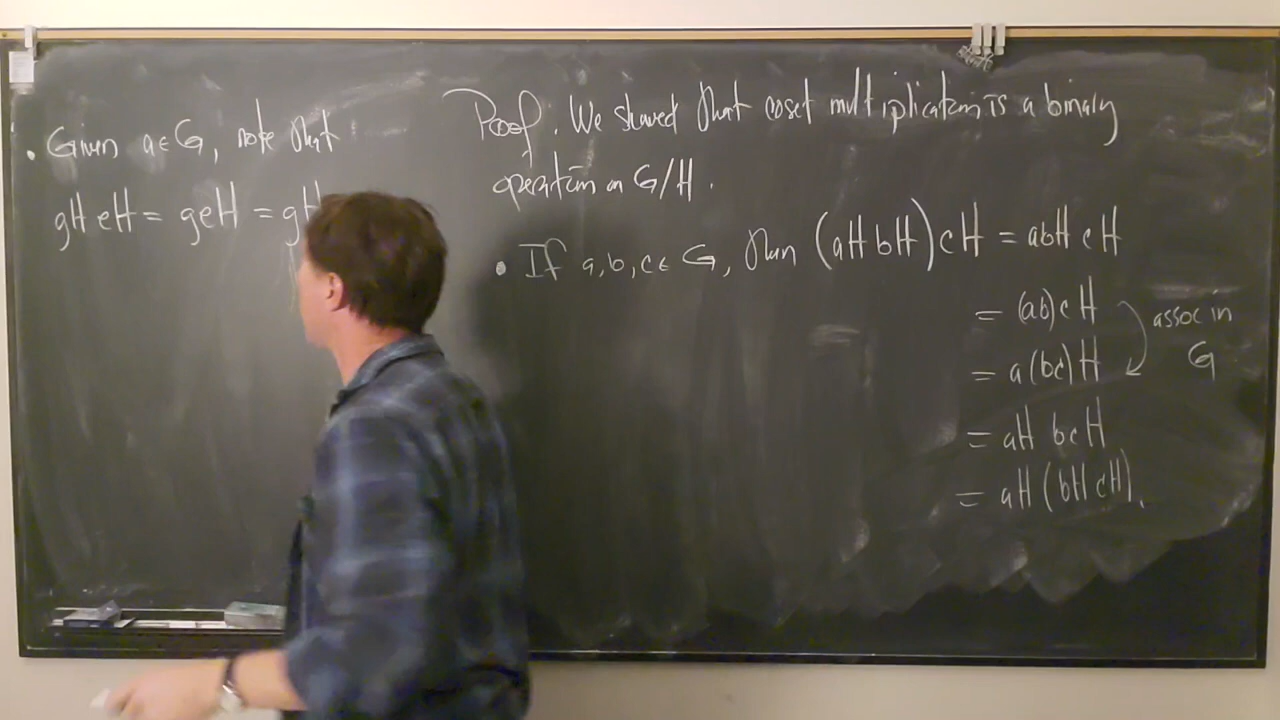 • Given a ∈ G, note that
gH eH = geH = gH
Proof. We showed that coset multiplication is a binary
operation on G/H.
• If a, b, c ∈ G, then (aH bH) cH = abH cH
= (ab)cH
= a(bc)H
assoc in
G
= aH bcH
= aH (bH cH).